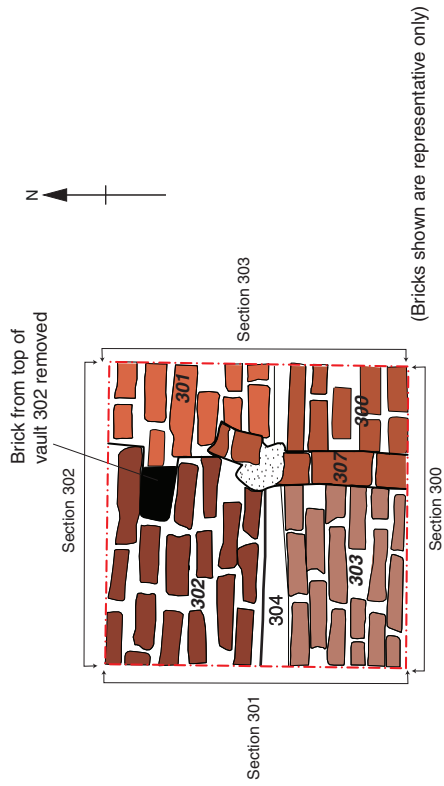 N
Brick from top of
vault 302 removed
Section 302
Section 303
301
302
304
307
300
303
Section 301
Section 300
(Bricks shown are representative only)